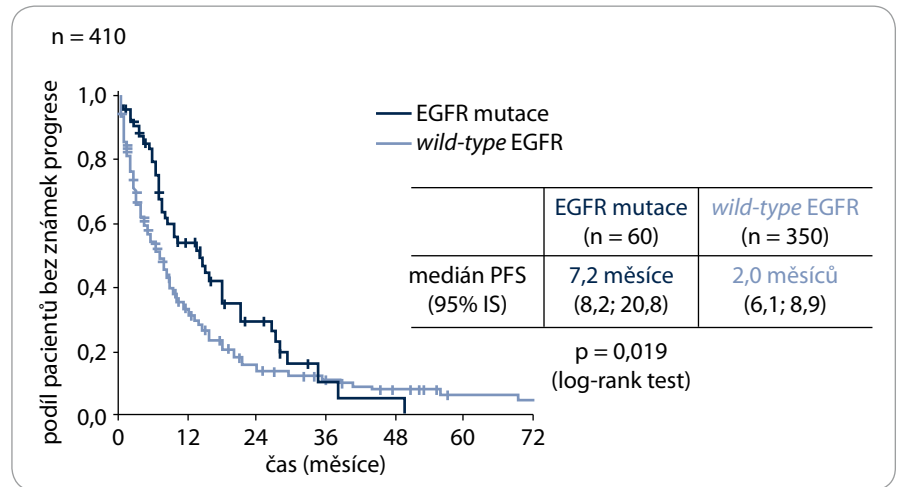 n = 410
podíl pacientů bez známek progrese
1,0
0,8
0,6
0,4
0,2
0,0
0 12 24 36 48 60 72
čas (měsíce)
EGFR mutace
wild-type EGFR
EGFR mutace wild-type EGFR
(n = 60) (n = 350)
medián PFS 7,2 měsíce 2,0 měsíců
(95% IS) (8,2; 20,8) (6,1; 8,9)
p = 0,019
(log-rank test)